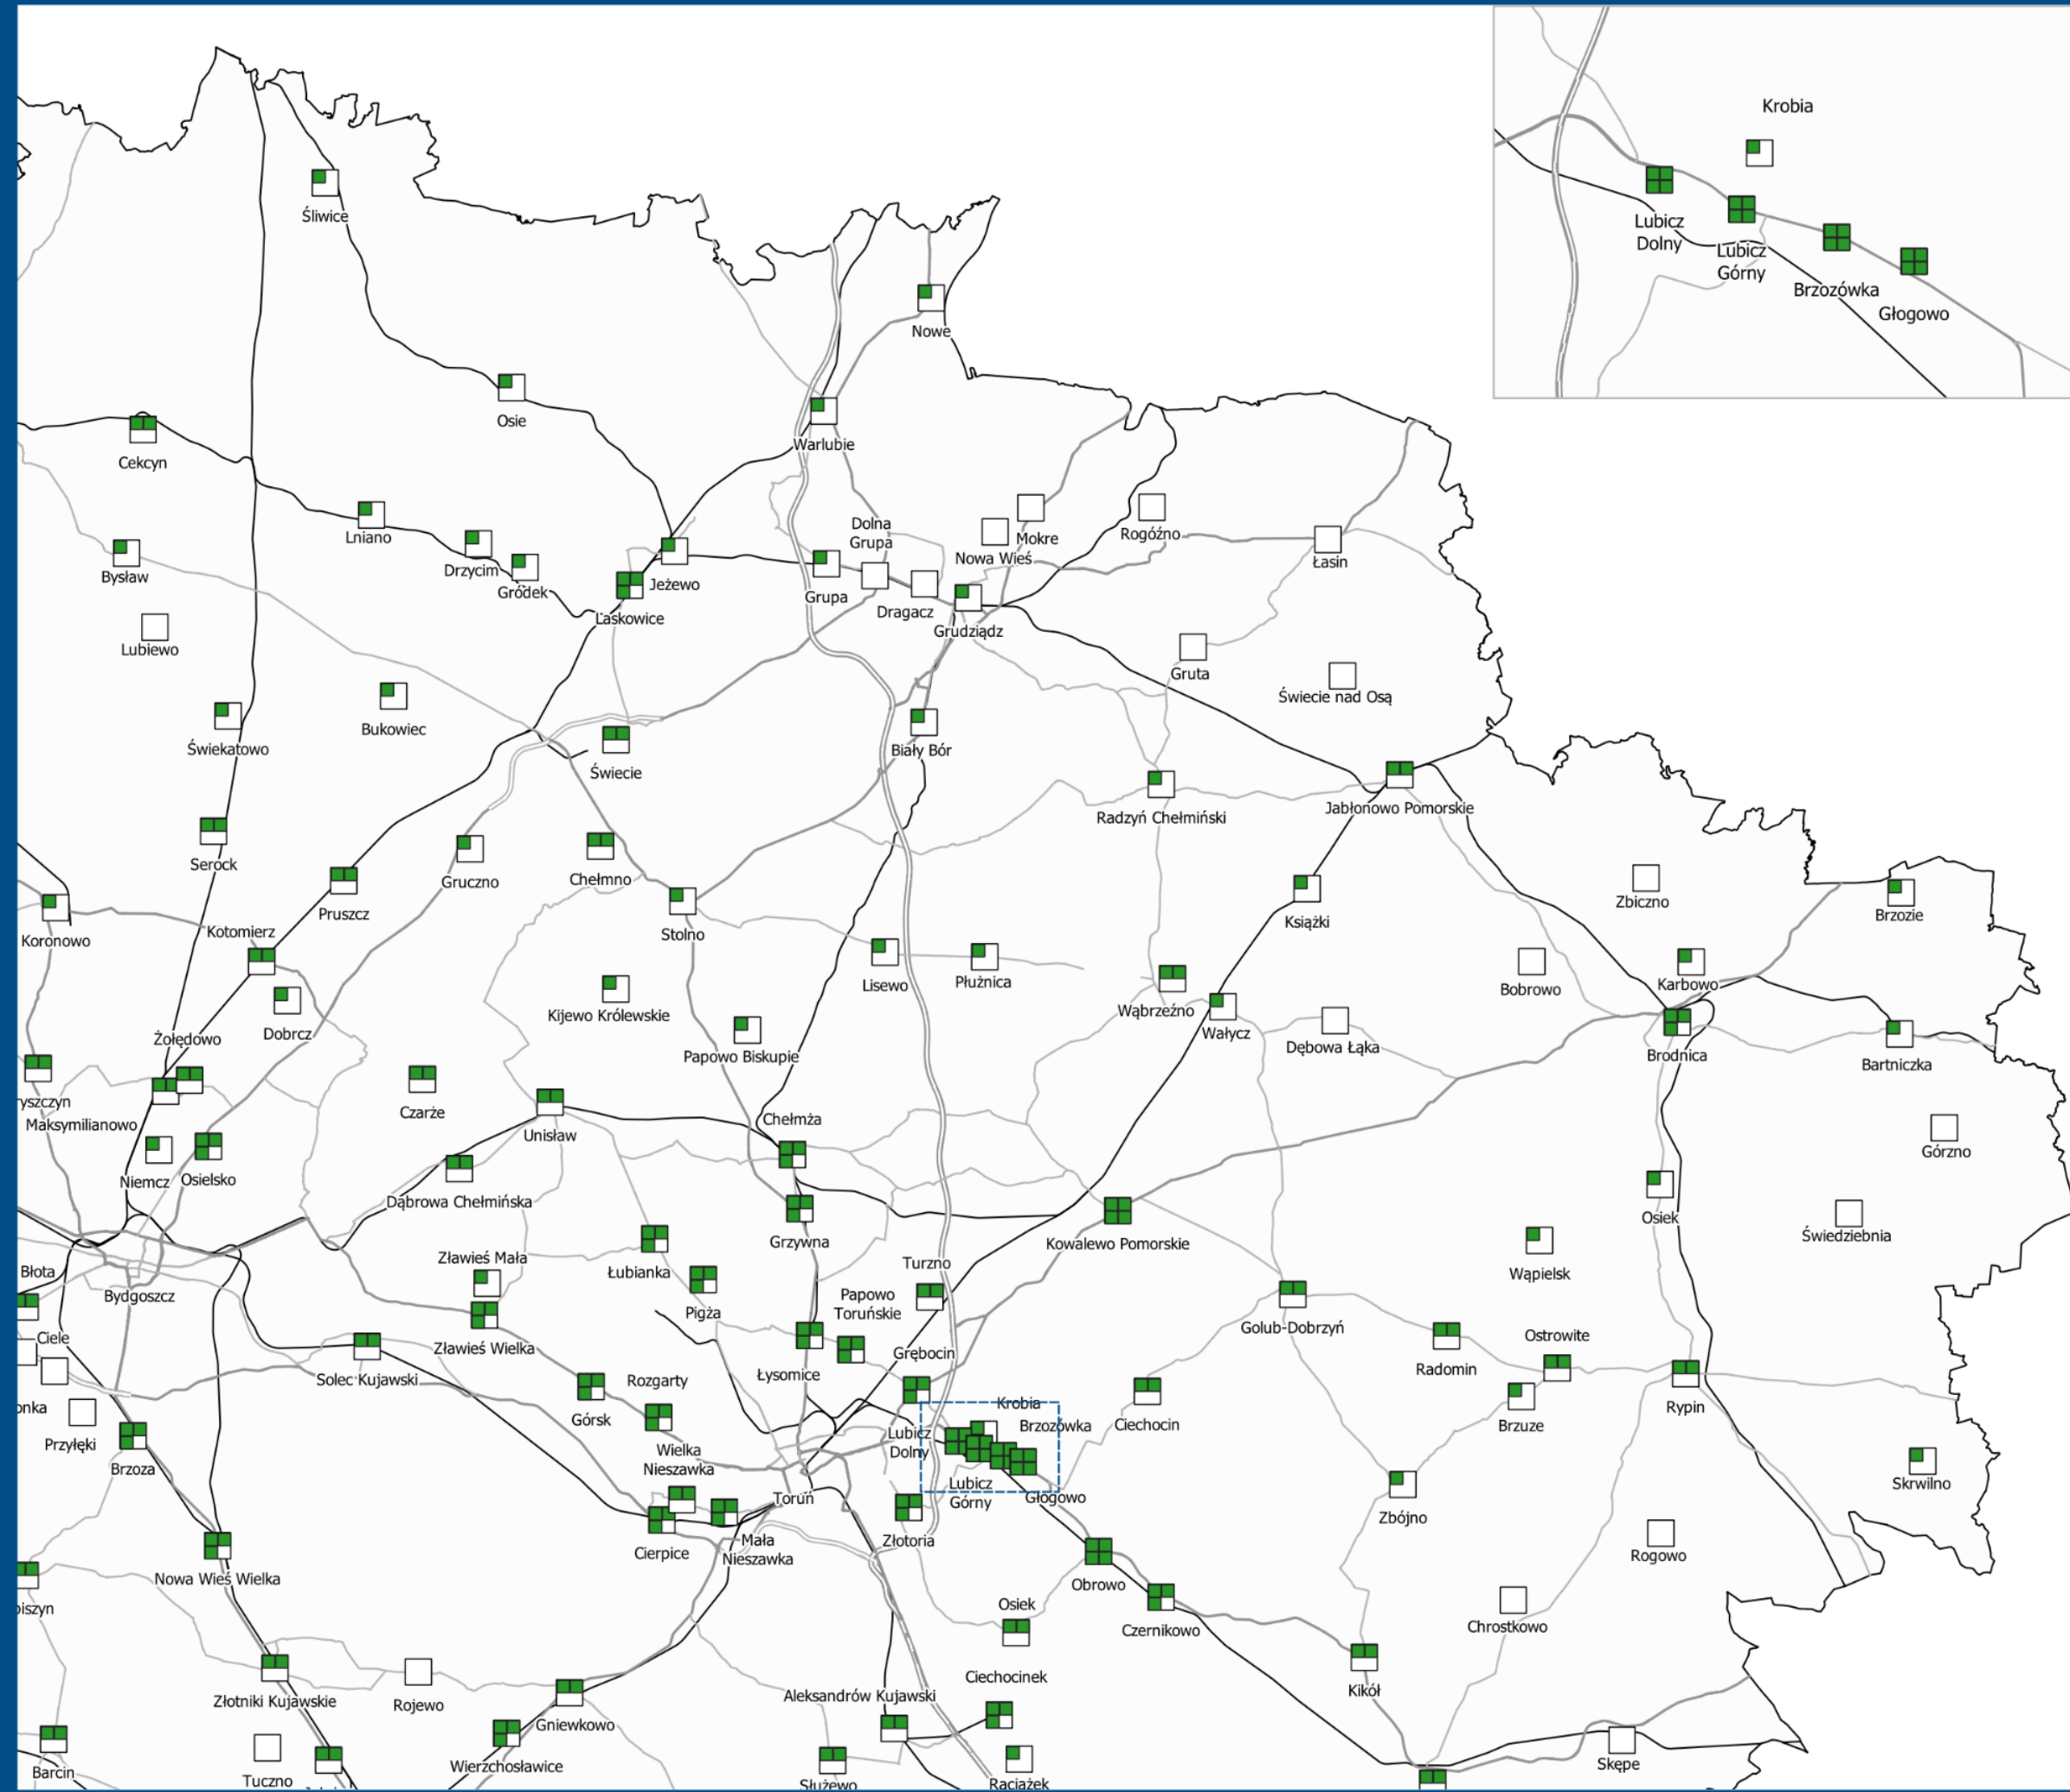 Krobia
Lubicz
Dolny
Lubicz
Górny
Brzozówka
Głogowo
Śliwice
Nowe
Osie
Warlubie
Cekcyn
Lniano
Drzycim
Gródek
Bysław
Jeżewo
Laskowice
Dolna
Grupa
Grupa
Dragacz
Nowa Wieś
Mokre
Rogóźno
Łasin
Grudziądz
Lubiewo
Gruta
Świecie nad Osą
Bukowiec
Świekatowo
Świecie
Biały Bór
Radzyń Chełmiński
Jabłonowo Pomorskie
Serock
Pruszcz
Gruczno
Chełmno
Stolno
Książki
Zbiczno
Brzozie
Koronowo
Kotomierz
Lisewo
Płużnica
Bobrowo
Karbowo
Dobrcz
Kijewo Królewskie
Wąbrzeźno
Wałycz
Dębowa Łąka
Brodnica
Bartniczka
Żołędowo
Papowo Biskupie
yszczyn
Maksymilianowo
Czarże
Unisław
Chełmża
Górzno
Niemcz
Osielsko
Dąbrowa Chełmińska
Osiek
Świedziebnia
Grzywna
Kowalewo Pomorskie
Wąpielsk
Błota
Bydgoszcz
Zławieś Mała
Łubianka
Pigża
Turzno
Papowo
Toruńskie
Golub-Dobrzyń
Ciele
Zławieś Wielka
Łysomice
Grębocin
Radomin
Ostrowite
Solec Kujawski
Rozgarty
Górsk
Krobia
Brzozówka
Ciechocin
Brzuze
Rypin
onka
Przyłęki
Brzoza
Wielka
Nieszawka
Lubicz
Dolny
Lubicz
Górny
Głogowo
Toruń
Skrwilno
Zbójno
Cierpice
Mała
Nieszawka
Złotoria
Rogowo
Nowa Wieś Wielka
Obrowo
iszyn
Osiek
Czernikowo
Chrostkowo
Ciechocinek
Złotniki Kujawskie
Rojewo
Aleksandrów Kujawski
Kikół
Gniewkowo
Wierzchosławice
Barcin
Tuczno
Służewo
Raciążek
Skępe